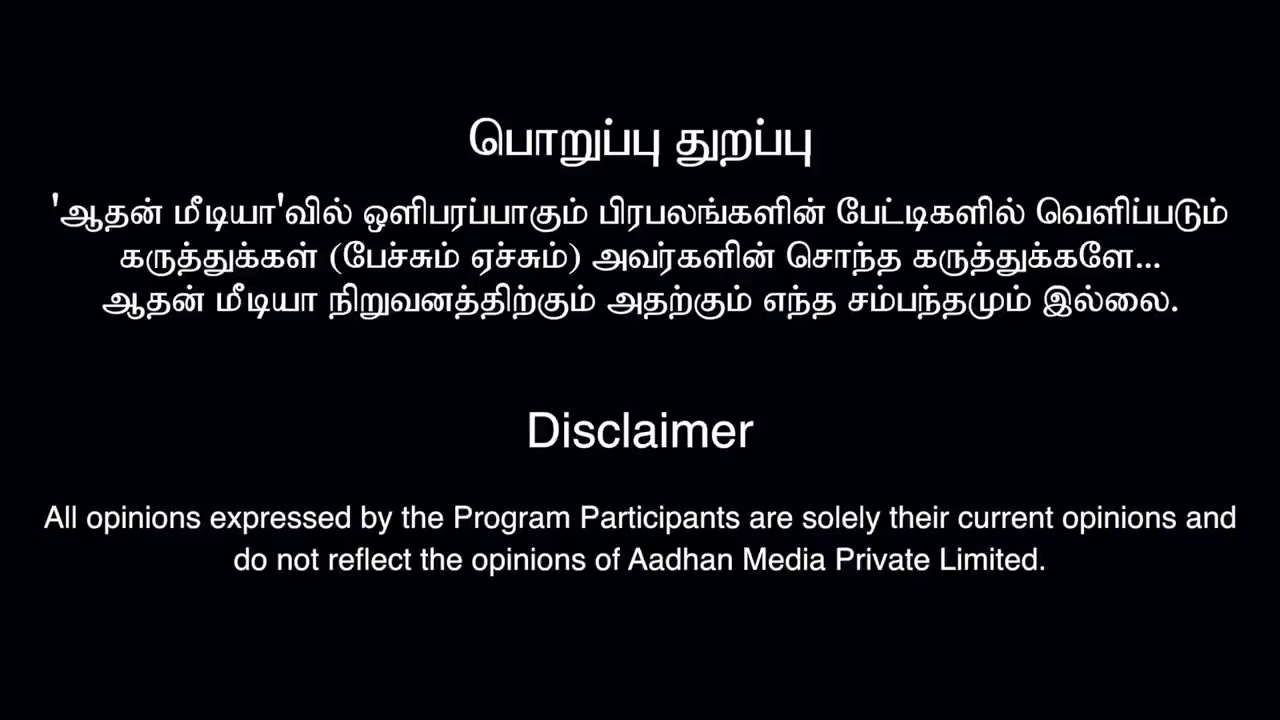 பொறுப்பு துறப்பு
'ஆதன் மீடியா'வில் ஒளிபரப்பாகும் பிரபலங்களின் பேட்டிகளில் வெளிப்படும்
கருத்துக்கள் (பேச்சும் ஏச்சும்) அவர்களின் சொந்த கருத்துக்களே...
ஆதன் மீடியா நிறுவனத்திற்கும் அதற்கும் எந்த சம்பந்தமும் இல்லை.
Disclaimer
All opinions expressed by the Program Participants are solely their current opinions and
do not reflect the opinions of Aadhan Media Private Limited.